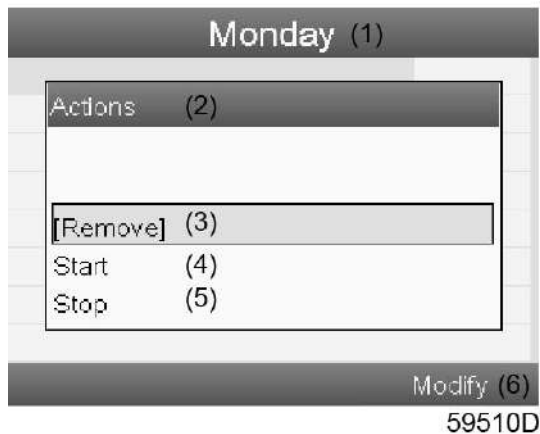 Monday (1)
Actions (2)
[Remove] (3)
Start (4)
Stop (5)
Modify (6)
59510D